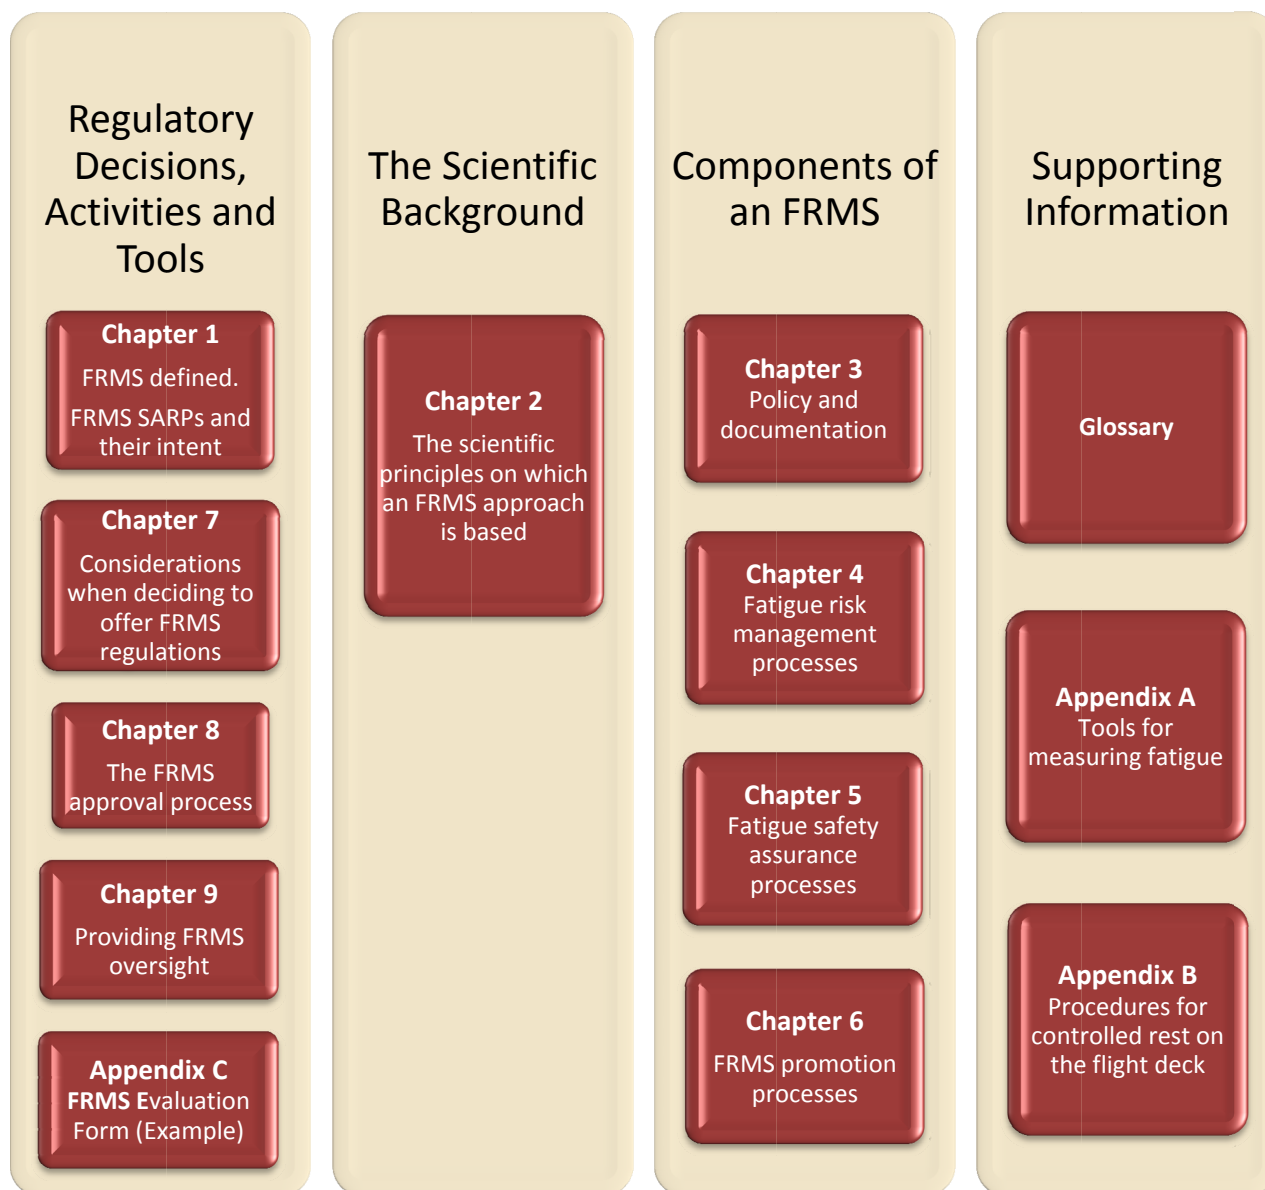 Regulatory
Decisions,
Activities and
Tools
Chapter 1
FRMS defined.
FRMS SARPs and
their intent
Chapter 7
Considerations
when deciding to
offer FRMS
regulations
Chapter 8
The FRMS
approval process
Chapter 9
Providing FRMS
oversight
Appendix C
FRMS Evaluation
Form (Example)
The Scientific
Background
Chapter 2
The scientific
principles on which
an FRMS approach
is based
Components of
an FRMS
Chapter 3
Policy and
documentation
Chapter 4
Fatigue risk
management
processes
Chapter 5
Fatigue safety
assurance
processes
Chapter 6
FRMS promotion
processes
Supporting
Information
Glossary
Appendix A
Tools for
measuring fatigue
Appendix B
Procedures for
controlled rest on
the flight deck